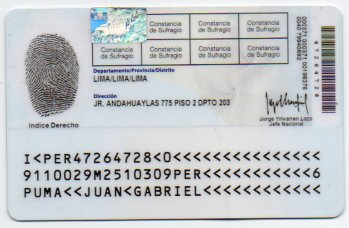 Constancia de Sufragio
Constancia de Sufragio
Constancia de Sufragio
Constancia de Sufragio
Constancia de Sufragio
Constancia de Sufragio
Constancia de Sufragio
Departamento/Provincia/Distrito
LIMA/LIMA/LIMA
Dirección
JR. ANDAHUAYLAS 775 PISO 2 DPTO 203
Indice Derecho
Jorge Yrivarren Lazo
Jefe Nacional
47264728
I<PER47264728<0<<<<<<<<<<<<<<<
9110029M2510309PER<<<<<<<<<<<6
PUMA<<JUAN<GABRIEL<<<<<<<<<<<<